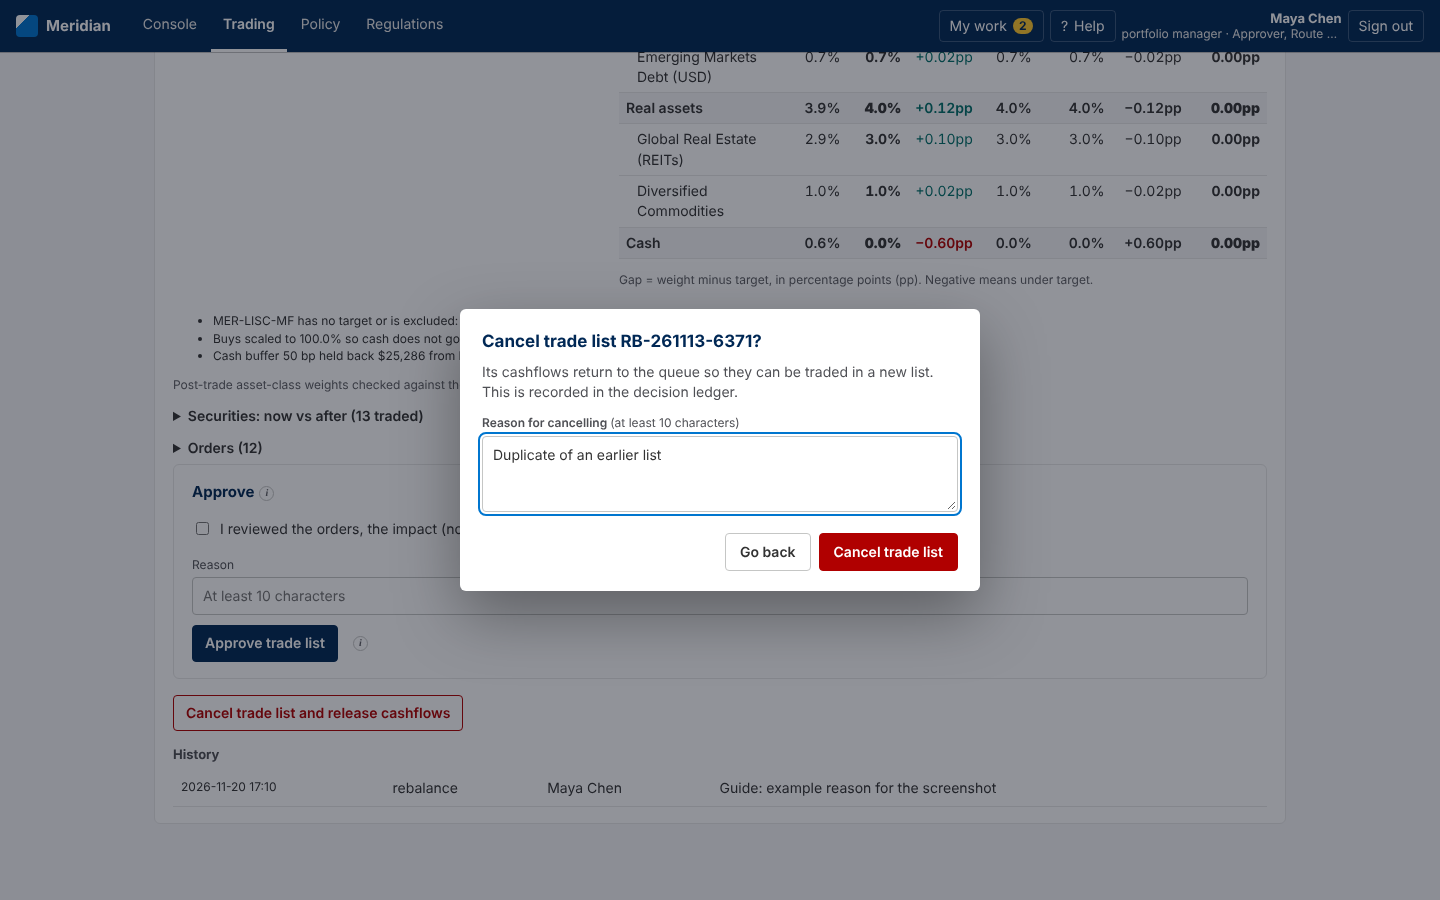 Meridian Console Trading Policy Regulations My work 2 ? Help Maya Chen Sign out
portfolio manager · Approver, Route ...
Emerging Markets 0.7% 0.7% +0.02pp 0.7% 0.7% −0.02pp 0.00pp
Debt (USD)
Real assets 3.9% 4.0% +0.12pp 4.0% 4.0% −0.12pp 0.00pp
Global Real Estate 2.9% 3.0% +0.10pp 3.0% 3.0% −0.10pp 0.00pp
(REITs)
Diversified 1.0% 1.0% +0.02pp 1.0% 1.0% −0.02pp 0.00pp
Commodities
Cash 0.6% 0.0% −0.60pp 0.0% 0.0% +0.60pp 0.00pp
Gap = weight minus target, in percentage points (pp). Negative means under target.
• MER-LISC-MF has no target or is excluded:
• Buys scaled to 100.0% so cash does not go
• Cash buffer 50 bp held back $25,286 from
Post-trade asset-class weights checked against
Securities: now vs after (13 traded)
Orders (12)
Approve i
I reviewed the orders, the impact
Reason
At least 10 characters
Approve trade list i
Cancel trade list RB-261113-6371?
Its cashflows return to the queue so they can be traded in a new list.
This is recorded in the decision ledger.
Reason for cancelling (at least 10 characters)
Duplicate of an earlier list
Go back Cancel trade list
Cancel trade list and release cashflows
History
2026-11-20 17:10 rebalance Maya Chen Guide: example reason for the screenshot